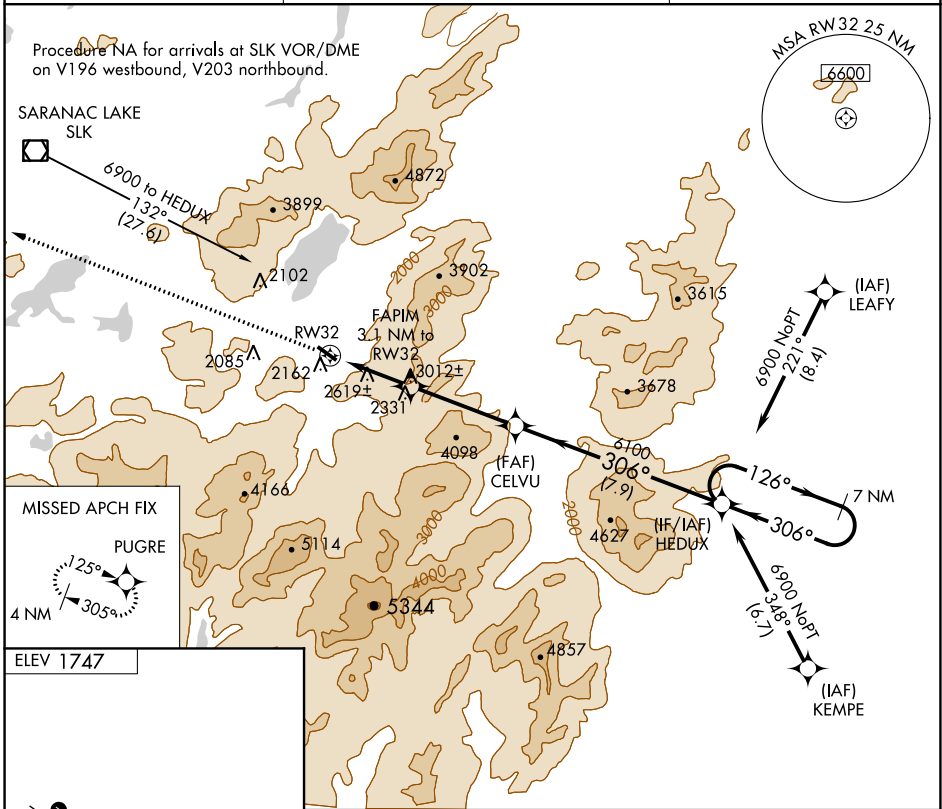 Procedure NA for arrivals at SLK VOR/DME
on V196 westbound, V203 northbound.
MSA RW32 25 NM
6600
SARANAC LAKE
SLK
6900 to HEDUX
132°
(27.6)
4872
3899
2102
2000
3902
3000
3615
(IAF)
LEAFY
6900 NoPT
221°
(8.4)
FAPIM
3.1 NM to
RW32
RW32
2085
2162
2619±
3012±
2331
3678
4098
(FAF)
CELVU
6100
306°
(7.9)
126°
7 NM
306°
(IF/IAF)
HEDUX
2000
4627
4166
3000
5114
4000
5344
4857
6900 NoPT
348°
(6.7)
(IAF)
KEMPE
MISSED APCH FIX
PUGRE
125°
305°
4 NM
ELEV 1747